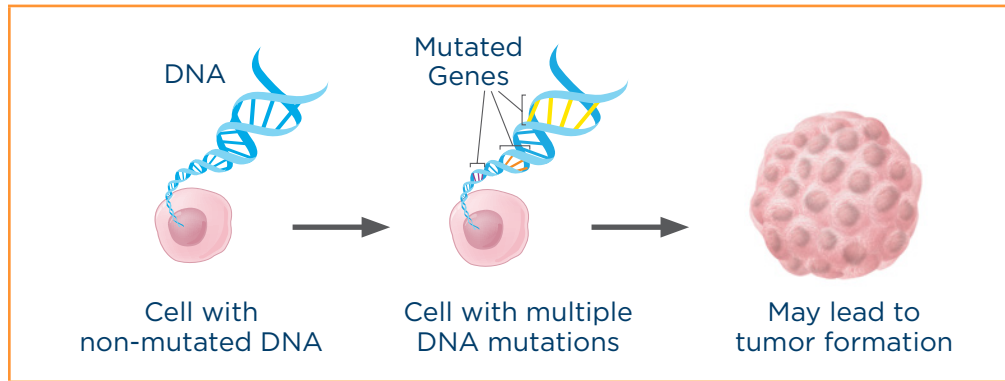 DNA
Mutated
Genes
Cell with
non-mutated DNA
Cell with multiple
DNA mutations
May lead to
tumor formation